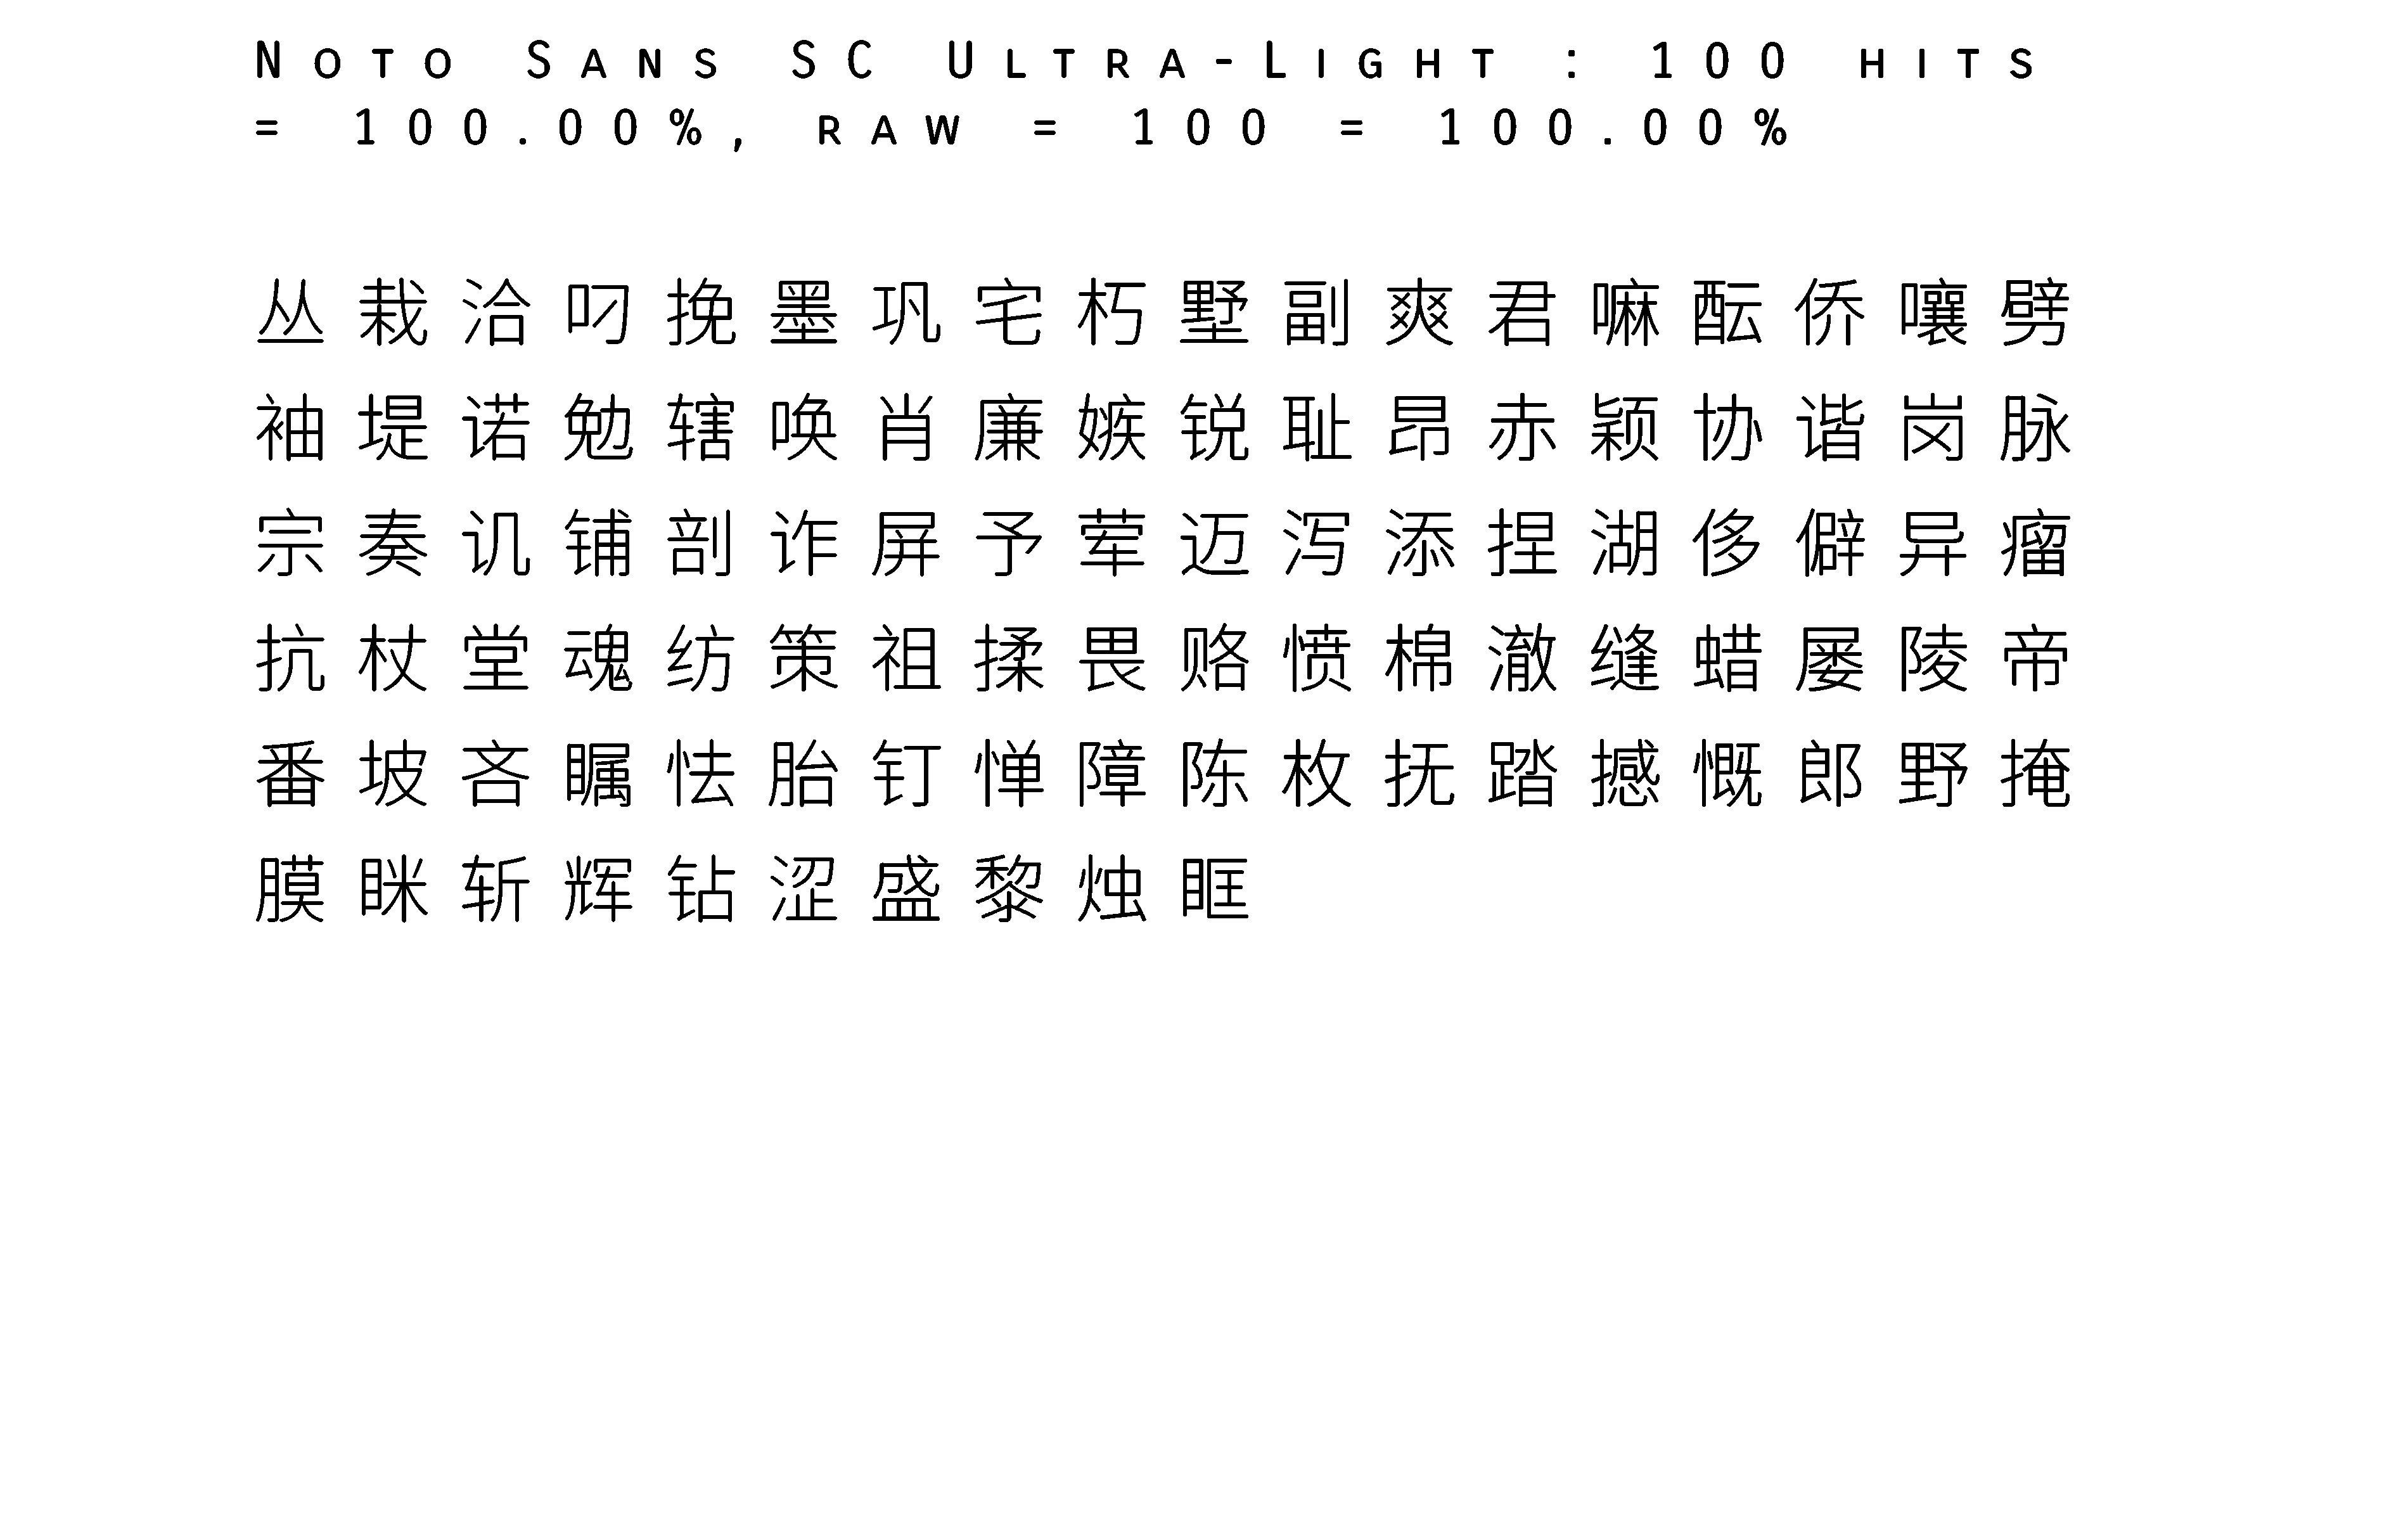 Noto Sans SC Ultra-Light : 100 hits
= 100.00%, raw = 100 = 100.00%
丛栽洽叼挽墨巩宅朽墅副爽君嘛酝侨嚷劈
袖堤诺勉辖唤肖廉嫉锐耻昂赤颖协谐岗脉
宗奏讥铺剖诈屏予荤迈泻添捏湖侈僻异瘤
抗杖堂魂纺策祖揉畏赂愤棉澈缝蜡屡陵帝
番坡吝瞩怯胎钉惮障陈枚抚踏撼慨郎野掩
膜眯斩辉钻涩盛黎烛眶